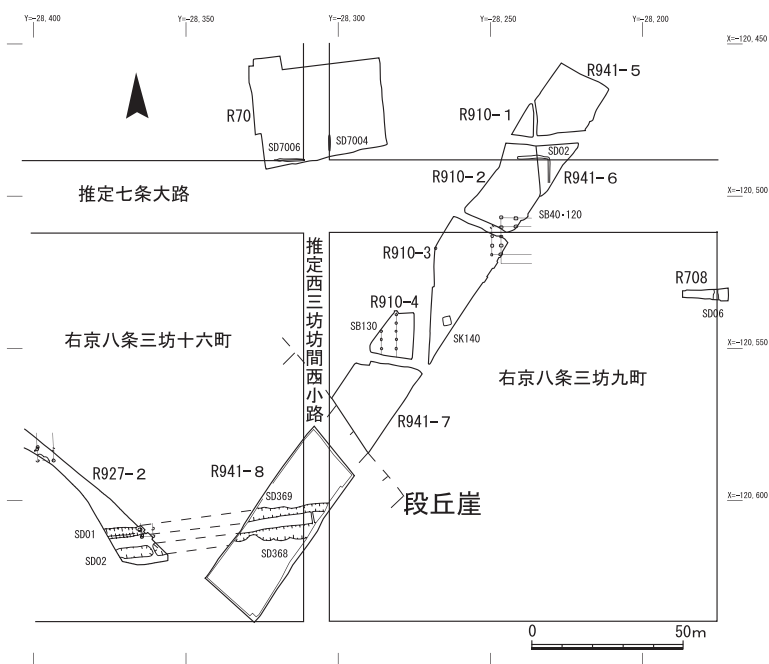 Y=-28,400
Y=-28,350
Y=-28,300
Y=-28,250
Y=-28,200
X=-120,450
R941-5
R70
R910-1
SD7006
SD7004
SD02
R910-2
R941-6
推定七条大路
X=-120,500
SB40・120
推定西三坊坊間西小路
R910-3
R708
SD06
R910-4
SB130
SK140
右京八条三坊十六町
X=-120,550
右京八条三坊九町
R941-7
R927-2
R941-8
段丘崖
X=-120,600
SD369
SD01
SD02
SD368
0
50m